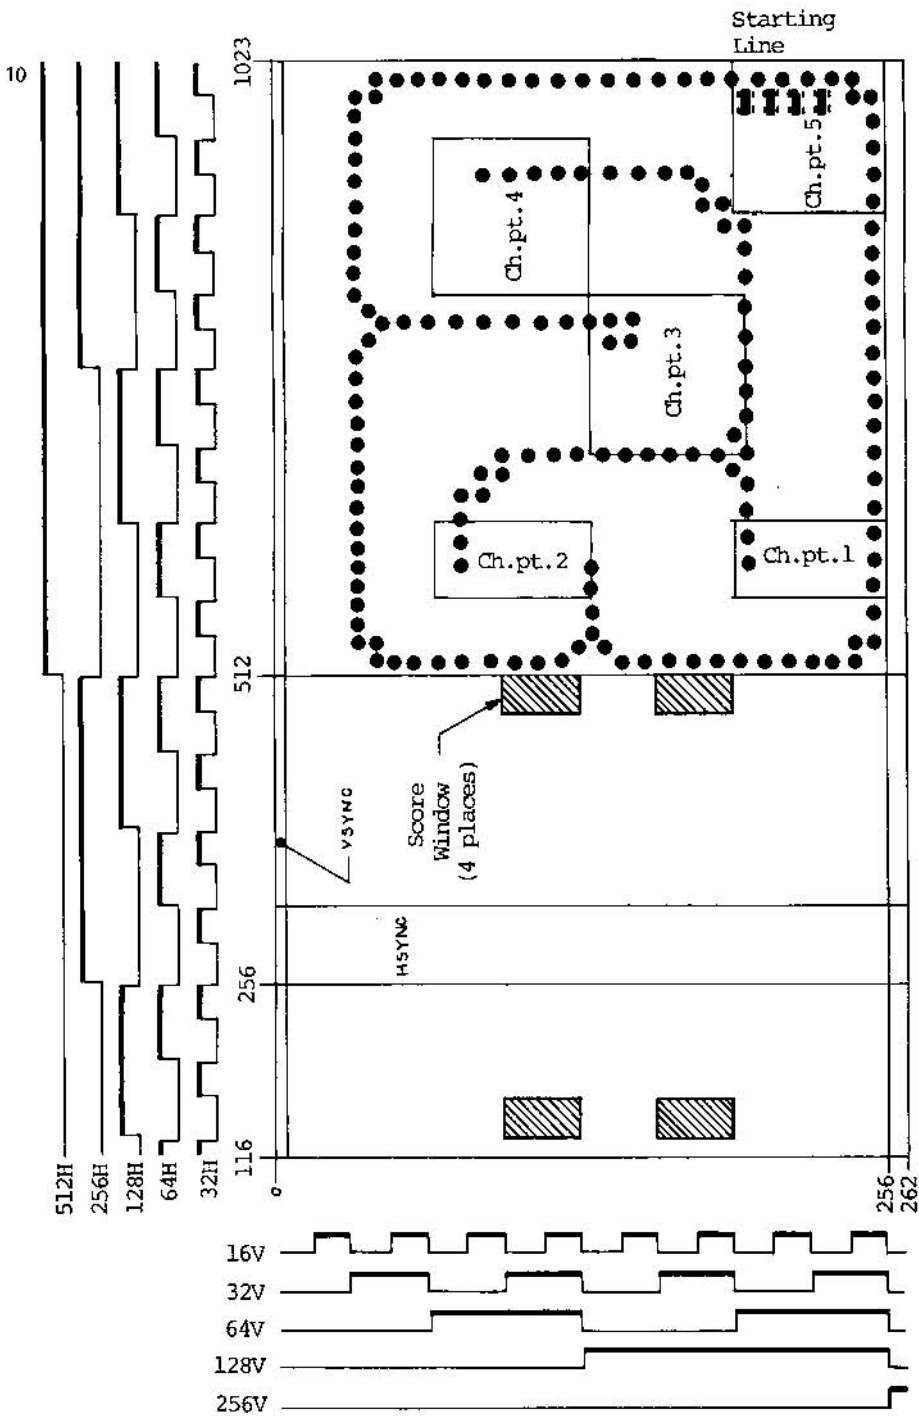 10
Starting
Line
1023
Ch.pt.5
Ch.pt.4
Ch.pt.3
Ch.pt.2
Ch.pt.1
512
Score
Window
(4 places)
VSYNC
HSYNC
256
116
512H
256H
128H
64H
32H
0
256
262
16V
32V
64V
128V
256V